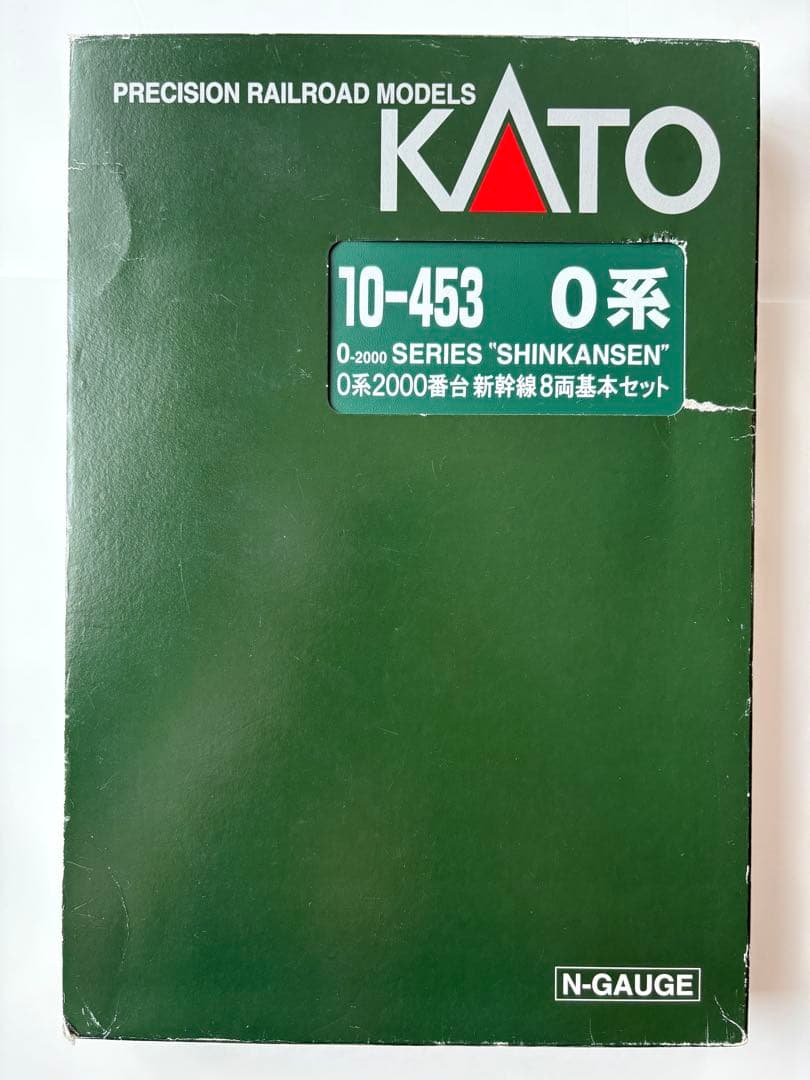 PRECISION RAILROAD MODELS
KATO
10-453 0系
0-2000 SERIES "SHINKANSEN"
0系2000番台 新幹線8両基本セット
N-GAUGE